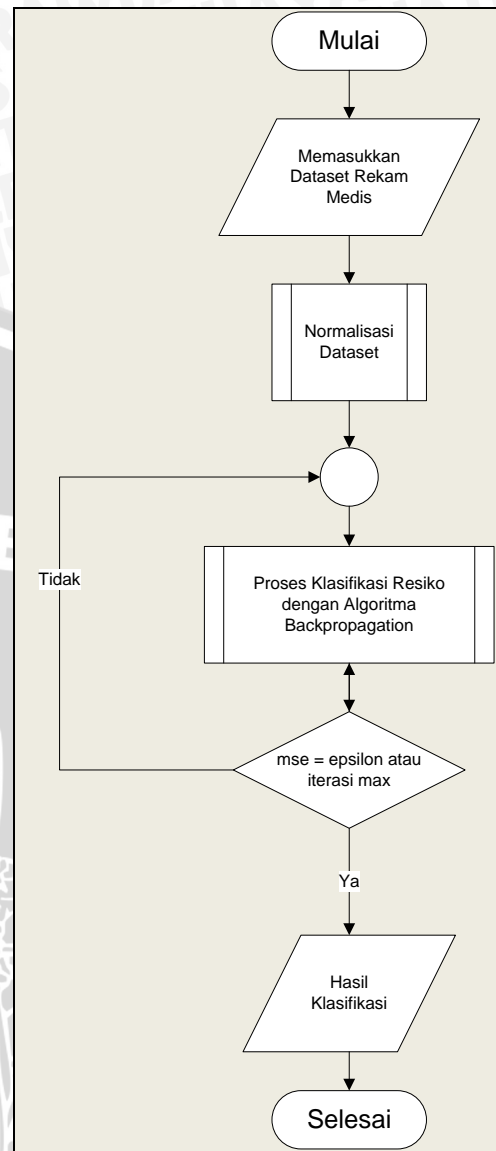 Mulai
Memasukkan
Dataset Rekam
Medis
Normalisasi
Dataset
Tidak
Proses Klasifikasi Resiko
dengan Algoritma
Backpropagation
mse = epsilon atau
iterasi max
Ya
Hasil
Klasifikasi
Selesai